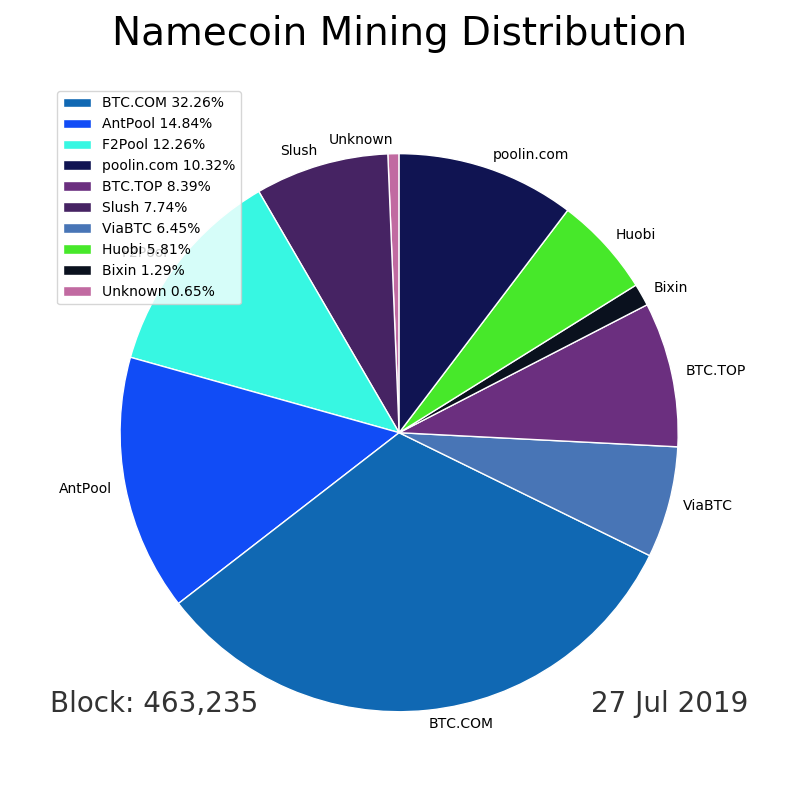 Namecoin Mining Distribution
BTC.COM 32.26%
AntPool 14.84%
F2Pool 12.26%
poolin.com 10.32%
BTC.TOP 8.39%
Slush 7.74%
ViaBTC 6.45%
Huobi 5.81%
Bixin 1.29%
Unknown 0.65%
Unknown
Slush
poolin.com
Huobi
Bixin
BTC.TOP
ViaBTC
AntPool
BTC.COM
Block: 463,235
27 Jul 2019